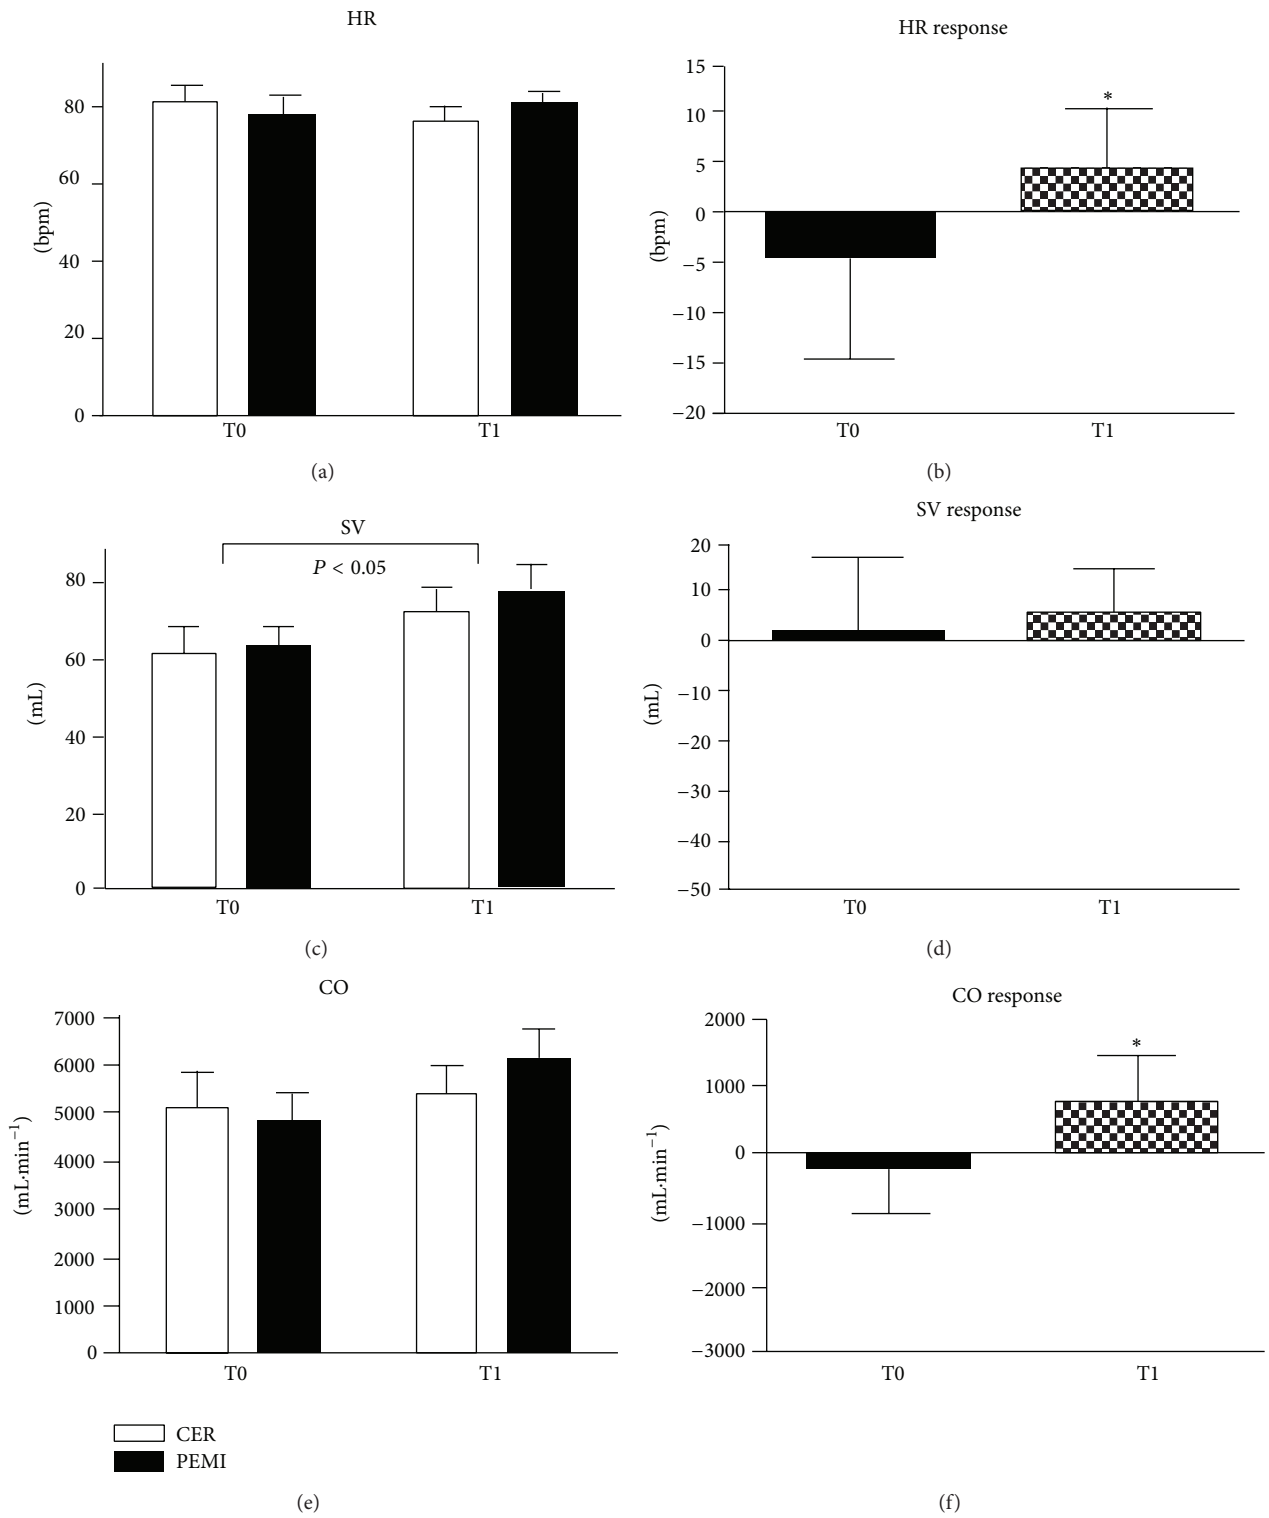 HR
80
60
40
20
0
(bpm)
T0 T1
(a)
HR response
15
10
5
0
−5
−10
−15
−20
(bpm)
*
T0 T1
(b)
SV
P < 0.05
80
60
40
20
0
(mL)
T0 T1
(c)
SV response
20
10
0
−10
−20
−30
−40
−50
(mL)
T0 T1
(d)
CO
7000
6000
5000
4000
3000
2000
1000
0
(mL·min⁻¹)
T0 T1
CER
PEMI
(e)
CO response
2000
1000
0
−1000
−2000
−3000
(mL·min⁻¹)
*
T0 T1
(f)